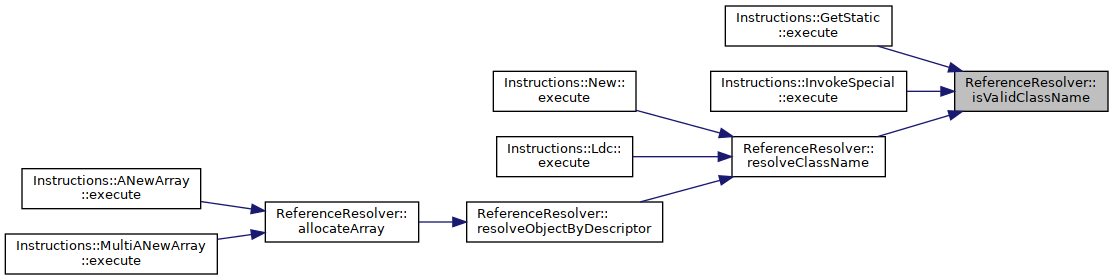 Instructions::GetStatic
::execute
ReferenceResolver::
isValidClassName
Instructions::InvokeSpecial
::execute
Instructions::New::
execute
Instructions::Ldc::
execute
ReferenceResolver::
resolveClassName
Instructions::ANewArray
::execute
ReferenceResolver::
allocateArray
ReferenceResolver::
resolveObjectByDescriptor
Instructions::MultiANewArray
::execute